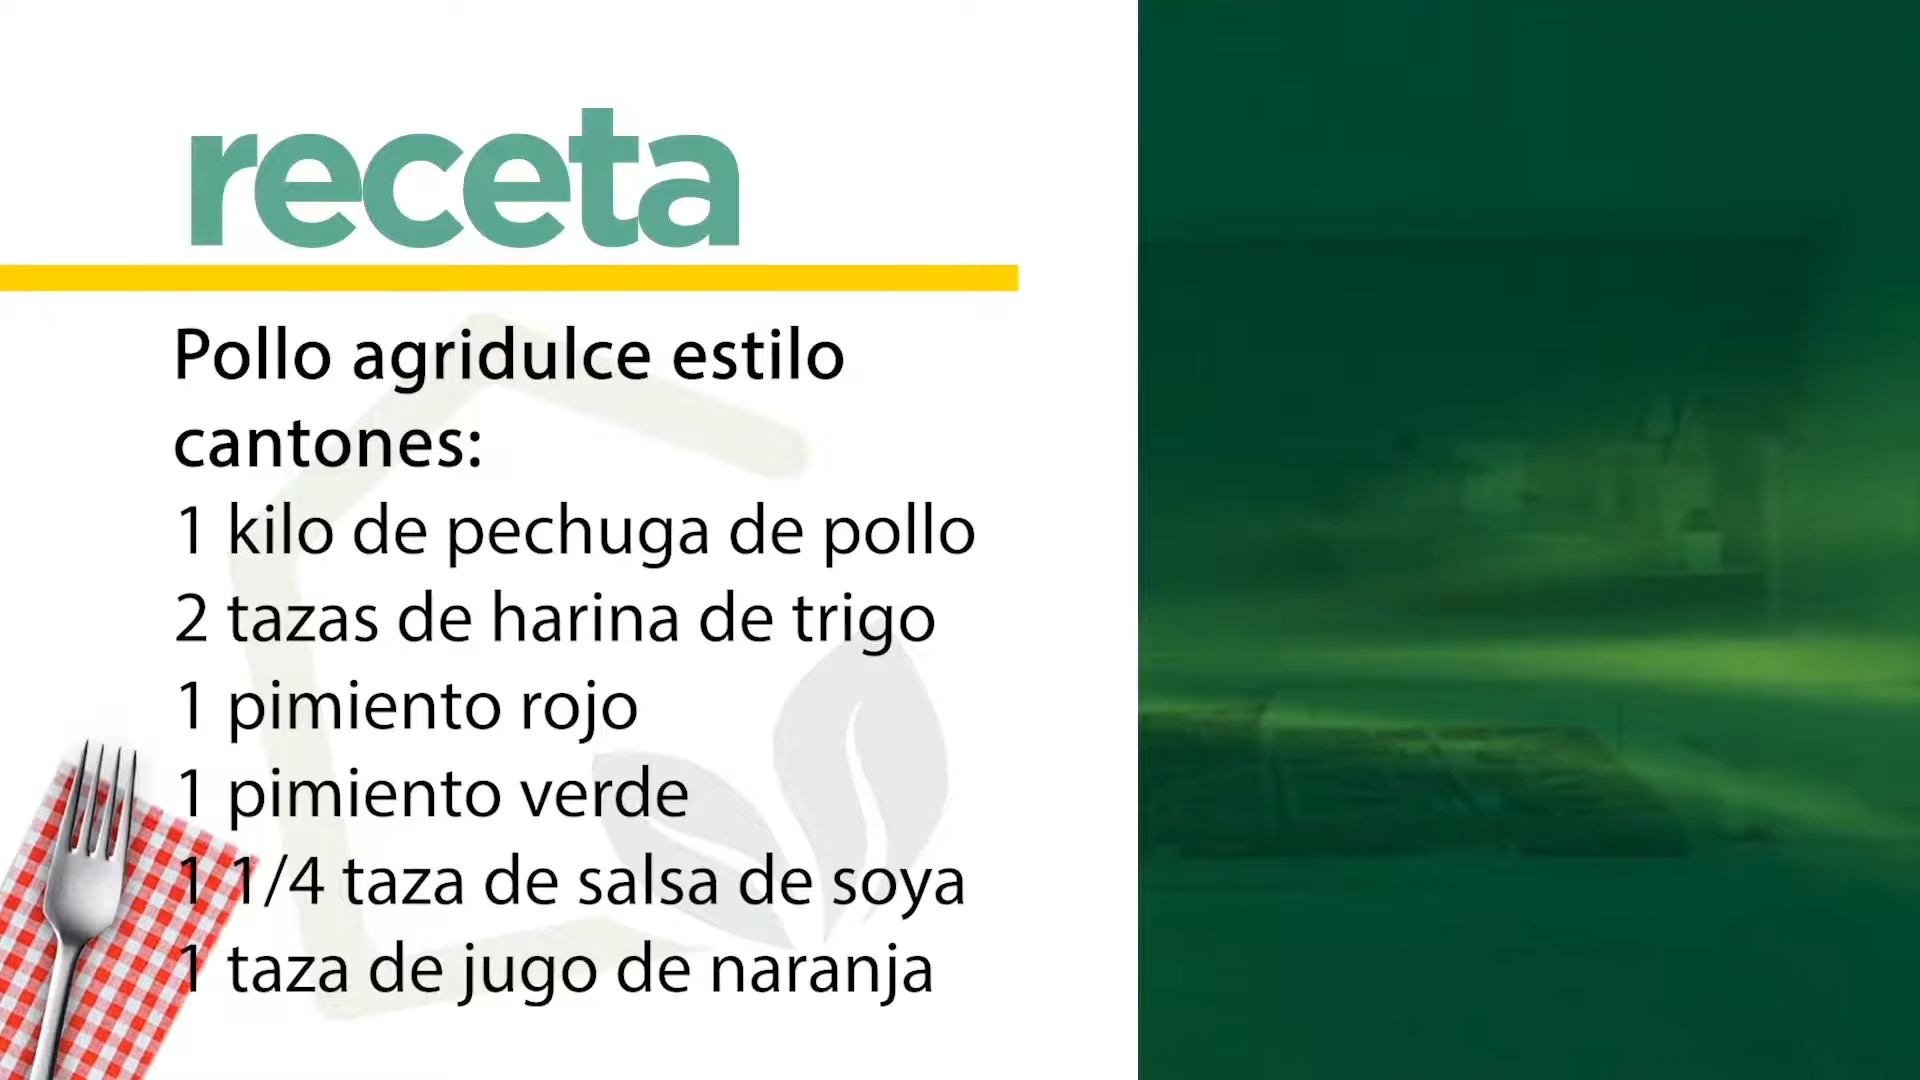 receta
Pollo agridulce estilo
cantones:
1 kilo de pechuga de pollo
2 tazas de harina de trigo
1 pimiento rojo
1 pimiento verde
1 1/4 taza de salsa de soya
1 taza de jugo de naranja